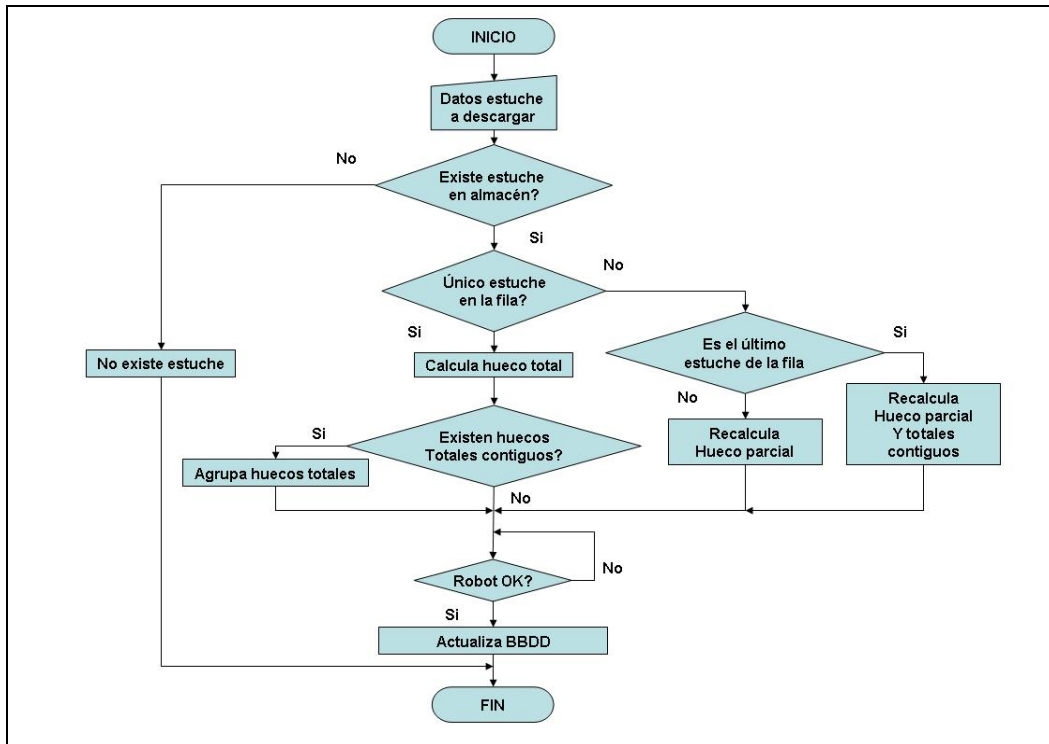 INICIO
Datos estuche
a descargar
No
Existe estuche
en almacén?
Si
No
Único estuche
en la fila?
Si
Es el último
estuche de la fila
Si
No existe estuche
Calcula hueco total
No
Recalcula
Hueco parcial
Y totales
contiguos
Si
Existen huecos
Totales contiguos?
Recalcula
Hueco parcial
Agrupa huecos totales
No
Robot OK?
No
Si
Actualiza BBDD
FIN